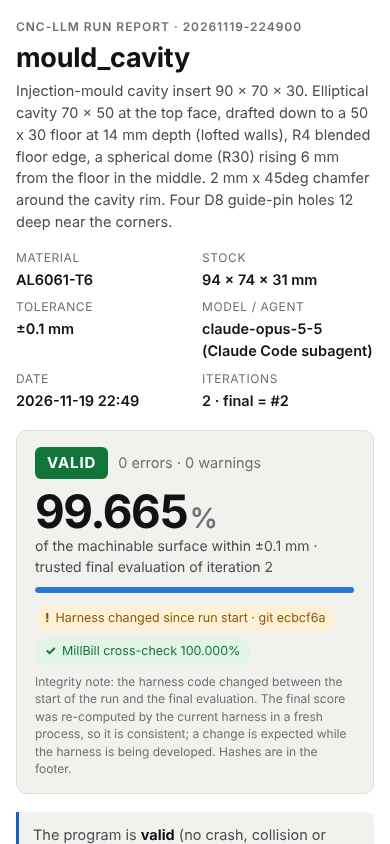 CNC-LLM RUN REPORT · 20261119-224900
mould_cavity
Injection-mould cavity insert 90 × 70 × 30. Elliptical
cavity 70 × 50 at the top face, drafted down to a 50
x 30 floor at 14 mm depth (lofted walls), R4 blended
floor edge, a spherical dome (R30) rising 6 mm
from the floor in the middle. 2 mm x 45deg chamfer
around the cavity rim. Four D8 guide-pin holes 12
deep near the corners.
MATERIAL
AL6061-T6
STOCK
94 × 74 × 31 mm
TOLERANCE
±0.1 mm
MODEL / AGENT
claude-opus-5-5
(Claude Code subagent)
DATE
2026-11-19 22:49
ITERATIONS
2 · final = #2
VALID 0 errors · 0 warnings
99.665%
of the machinable surface within ±0.1 mm ·
trusted final evaluation of iteration 2
! Harness changed since run start · git ecbcf6a
✓ MillBill cross-check 100.000%
Integrity note: the harness code changed between the
start of the run and the final evaluation. The final score
was re-computed by the current harness in a fresh
process, so it is consistent; a change is expected while
the harness is being developed. Hashes are in the
footer.
The program is valid (no crash, collision or